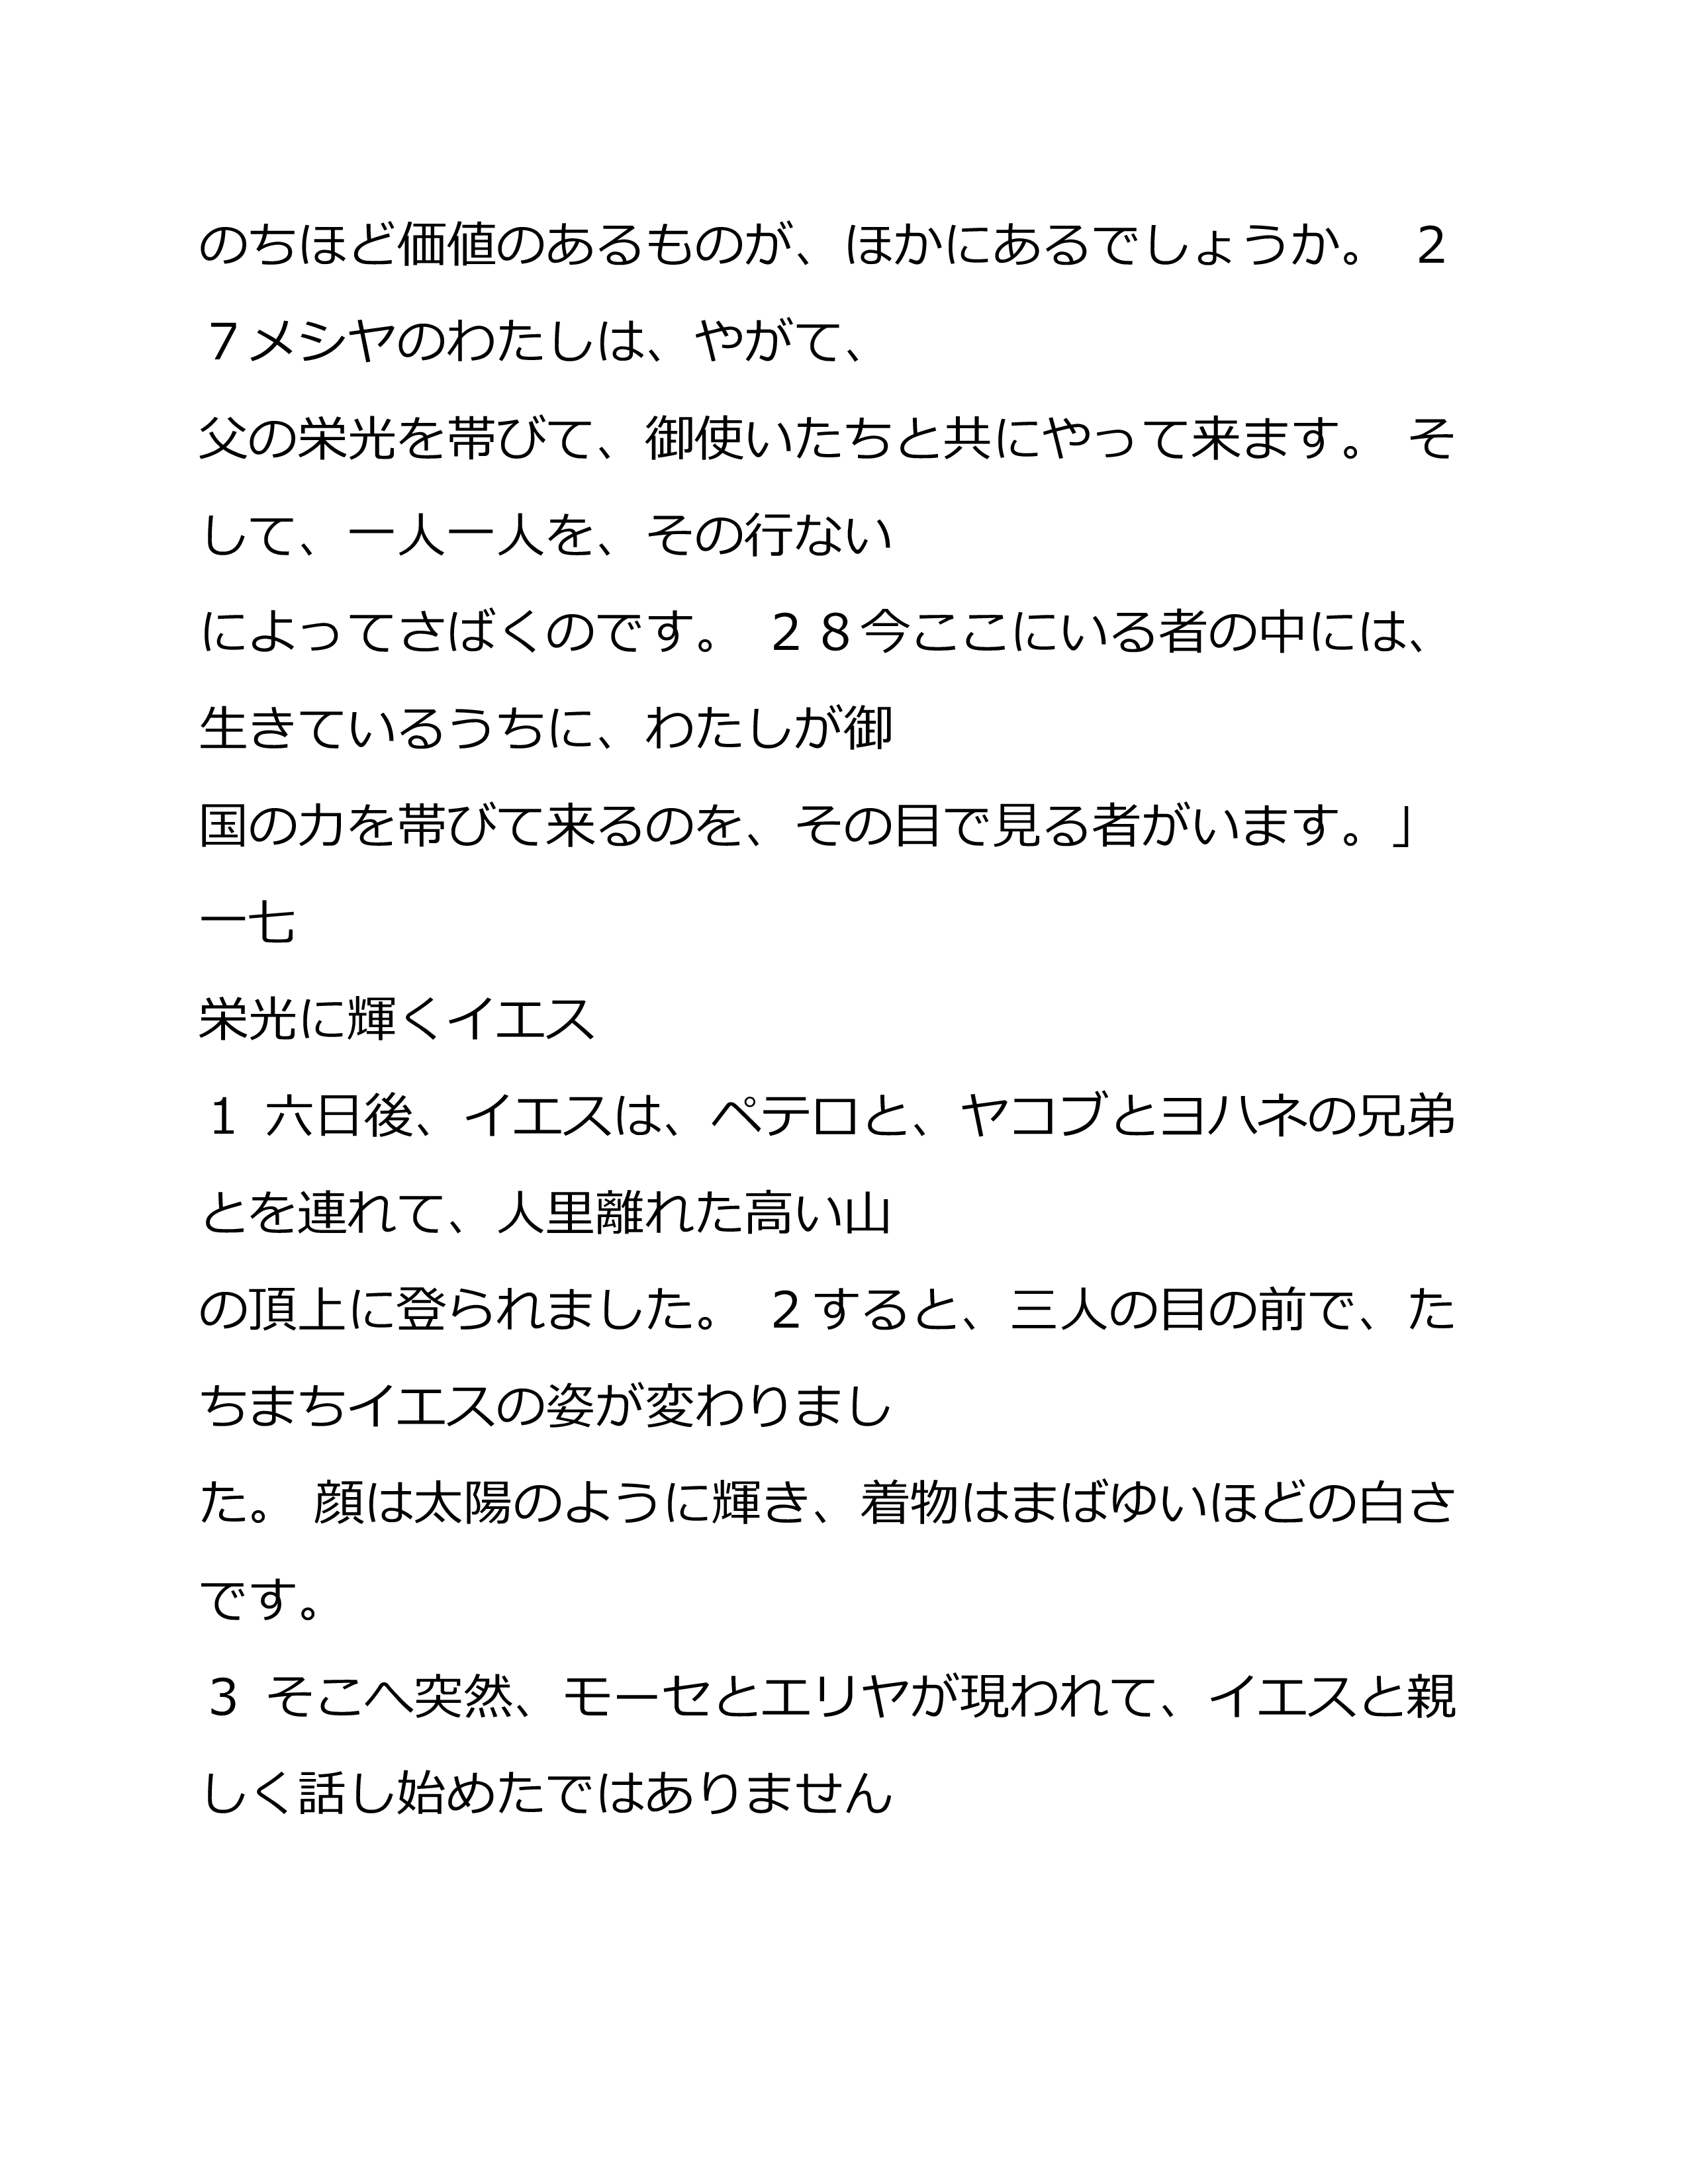 のちほど価値のあるものが、ほかにあるでしょうか。 ２
７メシヤのわたしは、やがて、
父の栄光を帯びて、御使いたちと共にやって来ます。 そ
して、一人一人を、その行ない
によってさばくのです。 ２８今ここにいる者の中には、
生きているうちに、わたしが御
国の力を帯びて来るのを、その目で見る者がいます。」
一七
栄光に輝くイエス
１ 六日後、イエスは、ペテロと、ヤコブとヨハネの兄弟
とを連れて、人里離れた高い山
の頂上に登られました。 ２すると、三人の目の前で、た
ちまちイエスの姿が変わりまし
た。 顔は太陽のように輝き、着物はまばゆいほどの白さ
です。
３ そこへ突然、モーセとエリヤが現われて、イエスと親
しく話し始めたではありません